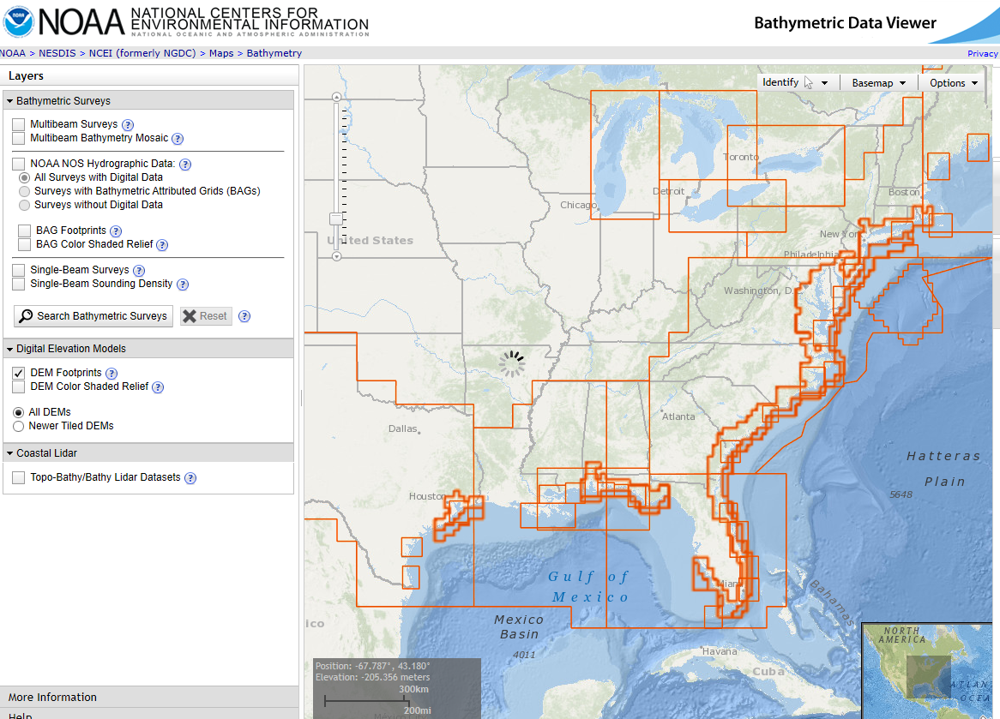 NOAA
NOAA
NATIONAL CENTERS FOR
ENVIRONMENTAL INFORMATION
NATIONAL OCEANIC AND ATMOSPHERIC ADMINISTRATION
Bathymetric Data Viewer
NOAA > NESDIS > NCEI (formerly NGDC) > Maps > Bathymetry
Privacy
Layers
Bathymetric Surveys
Multibeam Surveys ?
Multibeam Bathymetry Mosaic ?
NOAA NOS Hydrographic Data: ?
All Surveys with Digital Data
Surveys with Bathymetric Attributed Grids (BAGs)
Surveys without Digital Data
BAG Footprints ?
BAG Color Shaded Relief ?
Single-Beam Surveys ?
Single-Beam Sounding Density ?
Search Bathymetric Surveys
Reset ?
Digital Elevation Models
DEM Footprints ?
DEM Color Shaded Relief ?
All DEMs
Newer Tiled DEMs
Coastal Lidar
Topo-Bathy/Bathy Lidar Datasets ?
More Information
Help
Identify
Basemap
Options
Toronto
Boston
Detroit
Chicago
New York
United States
Philadelphia
Washington, D.C.
Atlanta
Dallas
Hatteras
Plain
5648
Houston
Gulf of
Mexico
Miami
Bahamas
Mexico
Basin
4011
ico
Havana
Cuba
Position: -67.787°, 43.180°
Elevation: -205.356 meters
300km
200mi
NORTH
AMERICA
ATLAN
OCEA